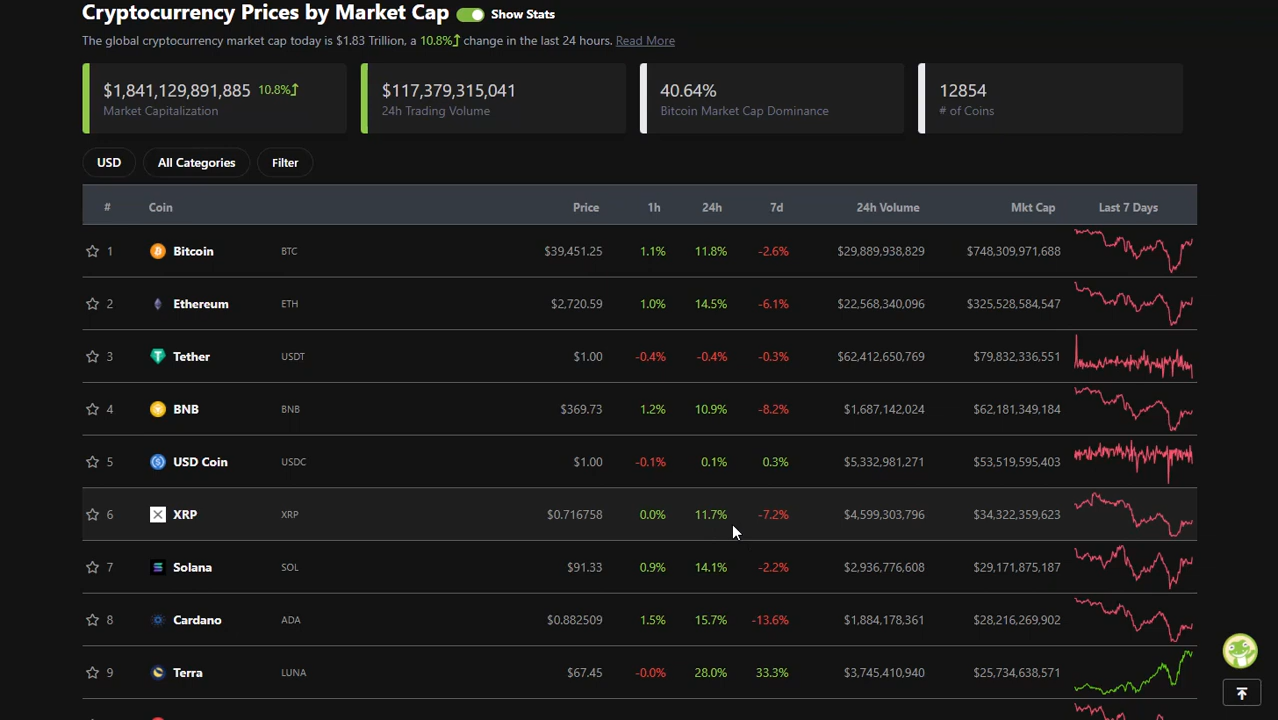 Cryptocurrency Prices by Market Cap Show Stats
The global cryptocurrency market cap today is $1.83 Trillion, a 10.8% change in the last 24 hours. Read More
$1,841,129,891,885 10.8%
Market Capitalization
$117,379,315,041
24h Trading Volume
40.64%
Bitcoin Market Cap Dominance
12854
# of Coins
USD All Categories Filter
# Coin Price 1h 24h 7d 24h Volume Mkt Cap Last 7 Days
1 Bitcoin BTC $39,451.25 1.1% 11.8% -2.6% $29,889,938,829 $748,309,971,688
2 Ethereum ETH $2,720.59 1.0% 14.5% -6.1% $22,568,340,096 $325,528,584,547
3 Tether USDT $1.00 -0.4% -0.4% -0.3% $62,412,650,769 $79,832,336,551
4 BNB BNB $369.73 1.2% 10.9% -8.2% $1,687,142,024 $62,181,349,184
5 USD Coin USDC $1.00 -0.1% 0.1% 0.3% $5,332,981,271 $53,519,595,403
6 XRP XRP $0.716758 0.0% 11.7% -7.2% $4,599,303,796 $34,322,359,623
7 Solana SOL $91.33 0.9% 14.1% -2.2% $2,936,776,608 $29,171,875,187
8 Cardano ADA $0.882509 1.5% 15.7% -13.6% $1,884,178,361 $28,216,269,902
9 Terra LUNA $67.45 -0.0% 28.0% 33.3% $3,745,410,940 $25,734,638,571